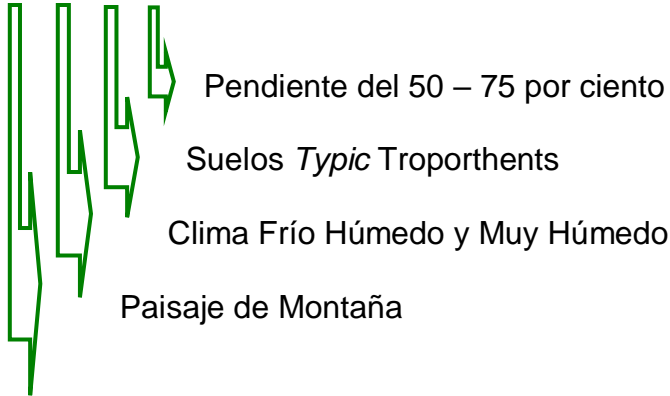 Pendiente del 50 – 75 por ciento
Suelos Typic Troporthents
Clima Frío Húmedo y Muy Húmedo
Paisaje de Montaña